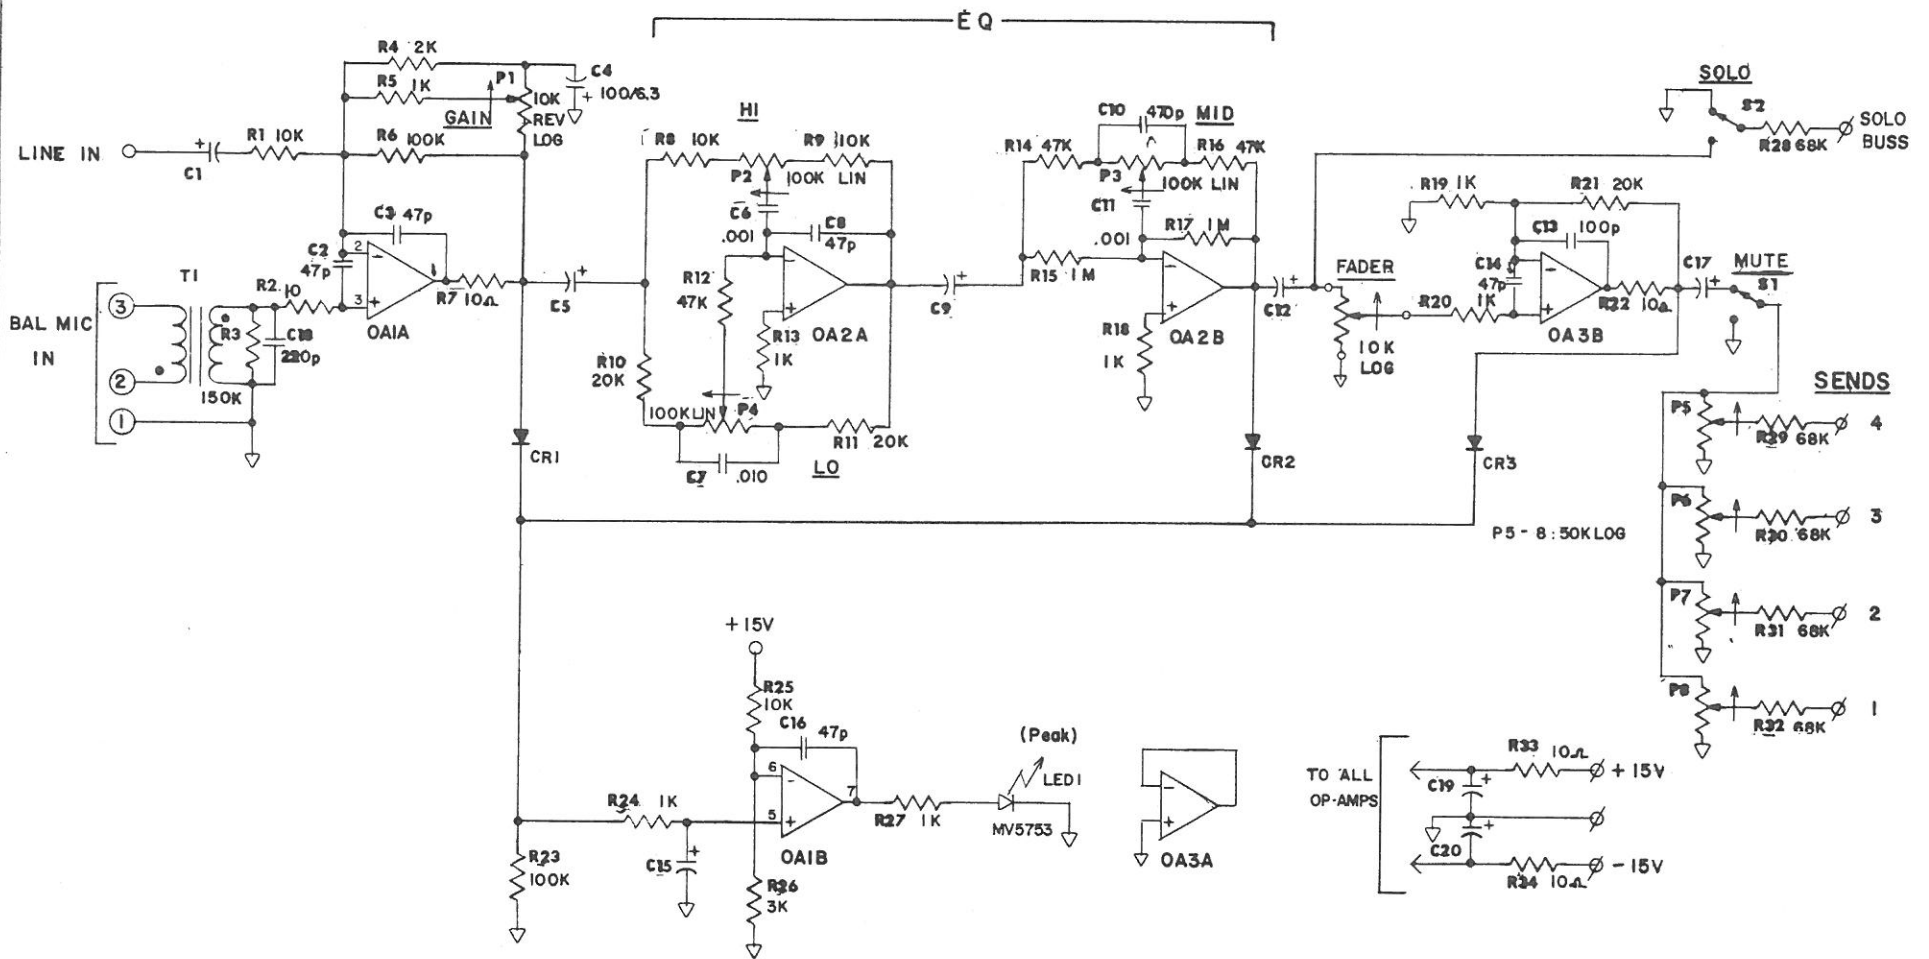 EQ
R4 2K
R5 1K
P1
10K
REV
LOG
C4
+ 100/6.3
GAIN
R6
100K
LINE IN
+
C1
R1 10K
C3 47p
C2
47p
2
3
R7 10Ω
OA1A
T1
R2
10
R3
C18
220p
150K
BAL MIC
IN
3
2
1
C5
+
HI
R8 10K
R9 10K
P2
100K LIN
C6
.001
C8
47p
R12
47K
R13
1K
OA2A
R10
20K
100K LIN
P4
R11 20K
C7
.010
LO
C9
+
C10
470p
MID
R14 47K
R16 47K
P3
100K LIN
C11
.001
R17 1M
R15 1M
R18
1K
OA2B
C12
+
SOLO
S2
R28 68K
SOLO
BUSS
R19 1K
R21 20K
C13
100p
C14
47p
FADER
10K
LOG
R20
1K
R22
10Ω
OA3B
C17
+
MUTE
S1
CR1
CR2
CR3
SENDS
P5
R29 68K
4
P6
R30 68K
3
P7
R31 68K
2
P8
R32 68K
1
P5-8:50K LOG
+15V
R25
10K
C16
47p
6
5
7
OA1B
R24 1K
C15
+
R23
100K
R26
3K
R27 1K
(Peak)
LED1
MV5753
OA3A
TO ALL
OP-AMPS
R33
10Ω
+15V
C19
+
C20
+
R34 10Ω
-15V